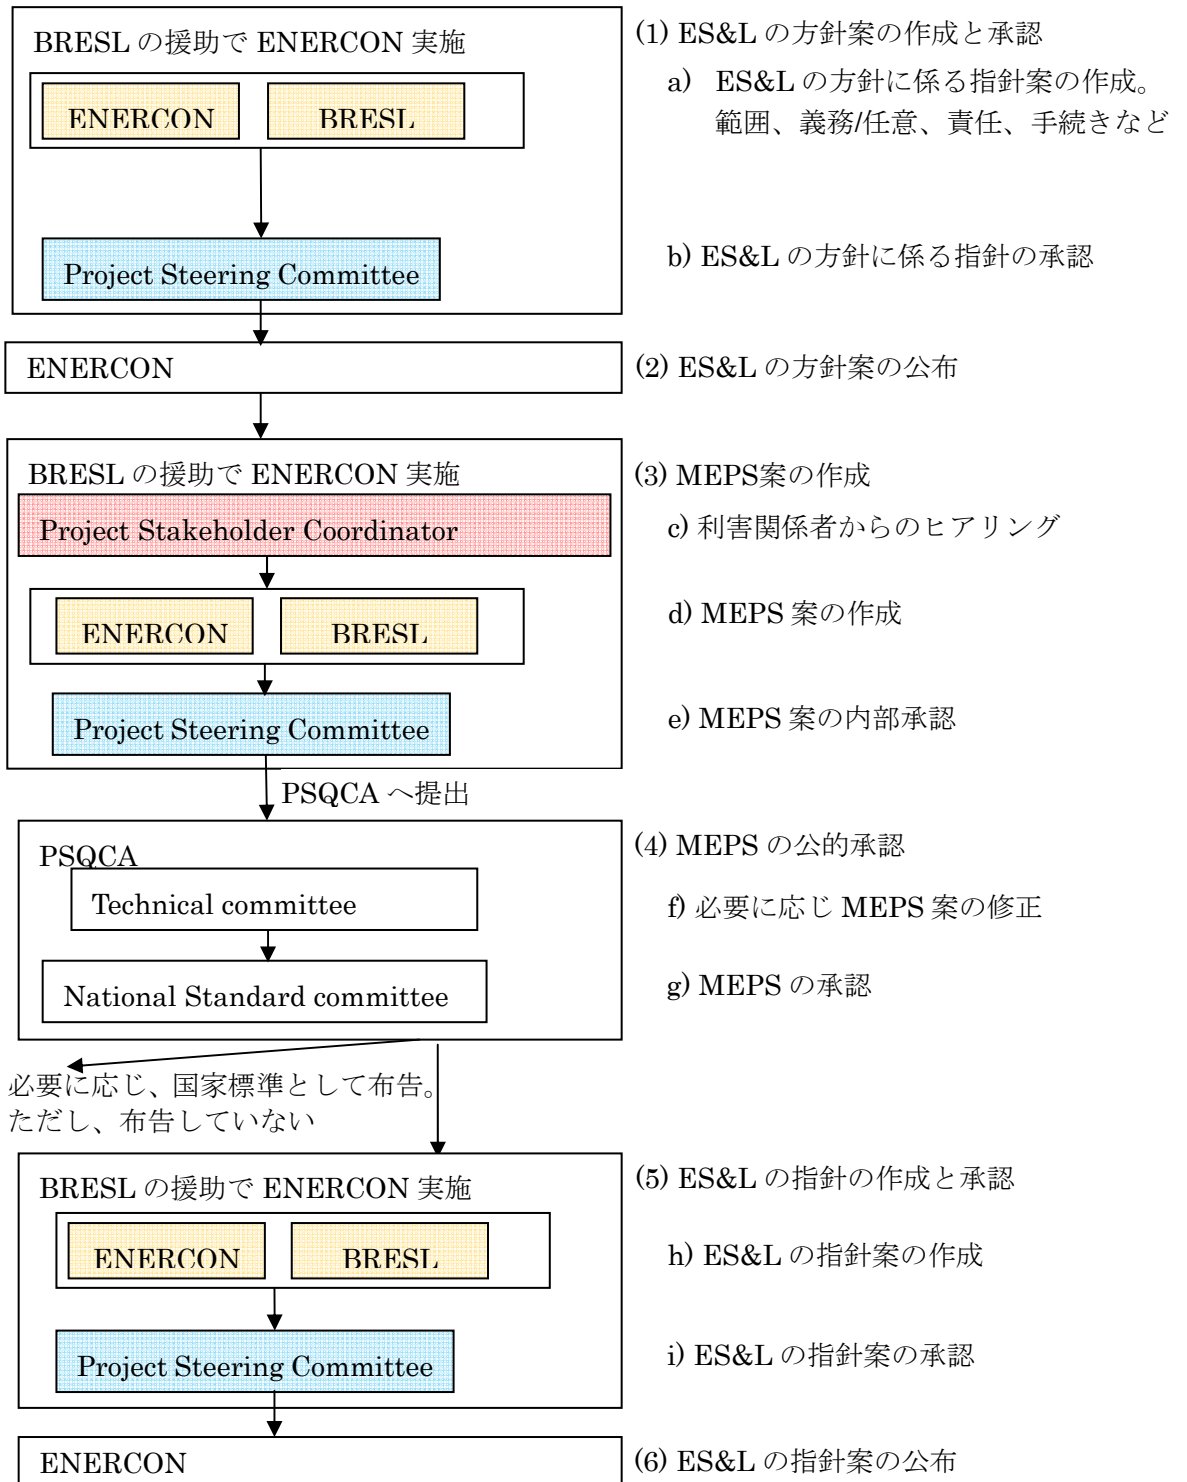 BRESL の援助で ENERCON 実施
(1) ES&L の方針案の作成と承認
a) ES&L の方針に係る指針案の作成。
範囲、義務/任意、責任、手続きなど
ENERCON
BRESL
Project Steering Committee
b) ES&L の方針に係る指針の承認
ENERCON
(2) ES&L の方針案の公布
BRESL の援助で ENERCON 実施
(3) MEPS案の作成
Project Stakeholder Coordinator
c) 利害関係者からのヒアリング
ENERCON
BRESL
d) MEPS 案の作成
Project Steering Committee
e) MEPS 案の内部承認
PSQCA へ提出
PSQCA
(4) MEPS の公的承認
Technical committee
f) 必要に応じ MEPS 案の修正
National Standard committee
g) MEPS の承認
必要に応じ、国家標準として布告。
ただし、布告していない
BRESL の援助で ENERCON 実施
(5) ES&L の指針の作成と承認
ENERCON
BRESL
h) ES&L の指針案の作成
Project Steering Committee
i) ES&L の指針案の承認
ENERCON
(6) ES&L の指針案の公布